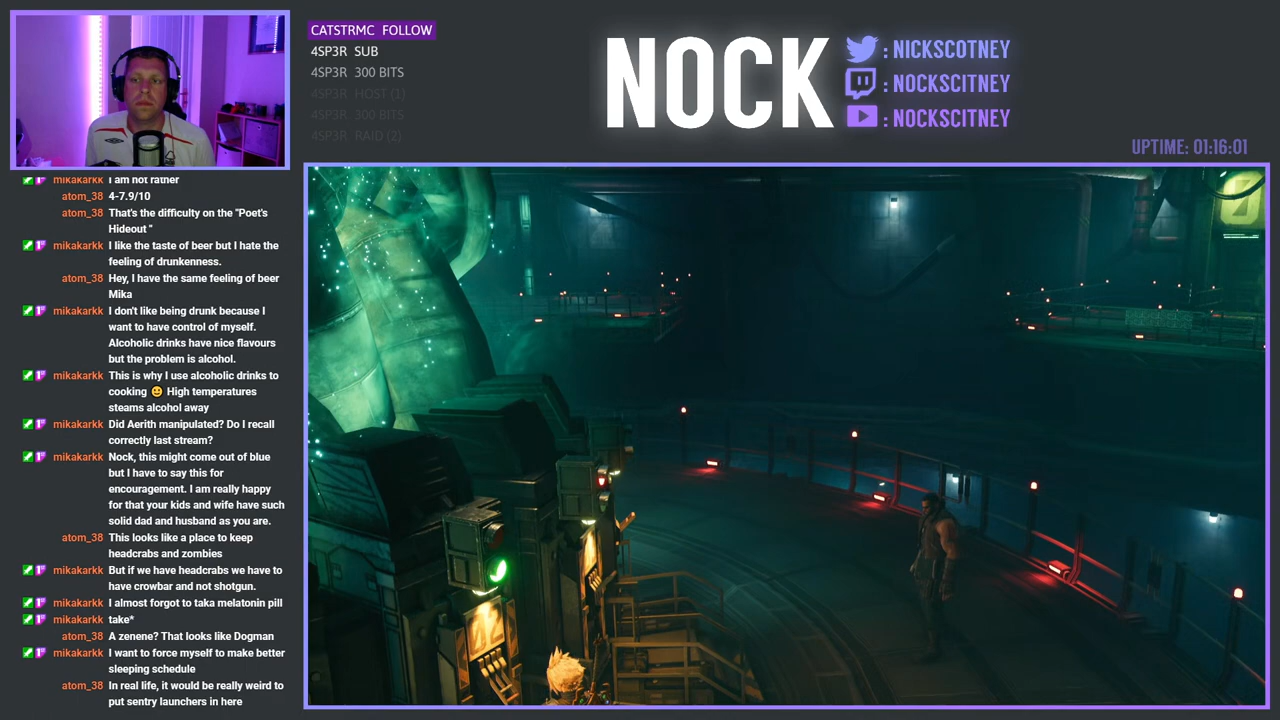 CATSTRMC FOLLOW
4SP3R SUB
4SP3R 300 BITS
4SP3R HOST (1)
4SP3R 300 BITS
4SP3R RAID (2)
NOCK
: NICKSCOTNEY
: NOCKSCITNEY
: NOCKSCITNEY
UPTIME: 01:16:01
mikakarkk I am not rather
atom_38 4-7.9/10
atom_38 That's the difficulty on the "Poet's
Hideout "
mikakarkk I like the taste of beer but I hate the
feeling of drunkenness.
atom_38 Hey, I have the same feeling of beer
Mika
mikakarkk I don't like being drunk because I
want to have control of myself.
Alcoholic drinks have nice flavours
but the problem is alcohol.
mikakarkk This is why I use alcoholic drinks to
cooking 😀 High temperatures
steams alcohol away
mikakarkk Did Aerith manipulated? Do I recall
correctly last stream?
mikakarkk Nock, this might come out of blue
but I have to say this for
encouragement. I am really happy
for that your kids and wife have such
solid dad and husband as you are.
atom_38 This looks like a place to keep
headcrabs and zombies
mikakarkk But if we have headcrabs we have to
have crowbar and not shotgun.
mikakarkk I almost forgot to taka melatonin pill
mikakarkk take*
atom_38 A zenene? That looks like Dogman
mikakarkk I want to force myself to make better
sleeping schedule
atom_38 In real life, it would be really weird to
put sentry launchers in here